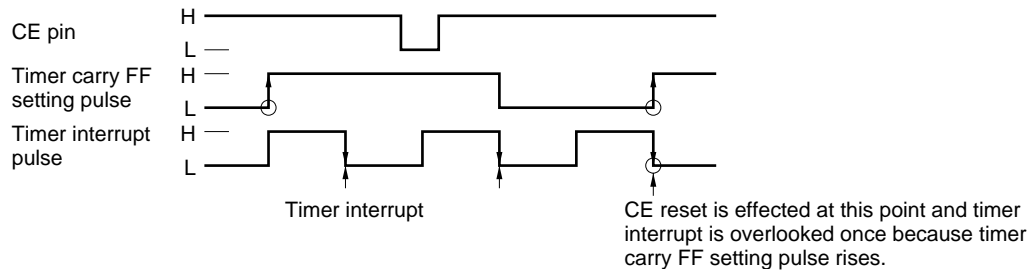 CE pin
H
L
Timer carry FF
setting pulse
H
L
Timer interrupt
pulse
H
L
Timer interrupt
CE reset is effected at this point and timer
interrupt is overlooked once because timer
carry FF setting pulse rises.